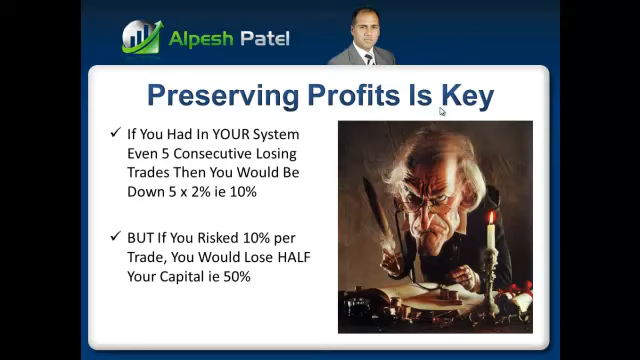 Alpesh Patel
Preserving Profits Is Key
✓ If You Had In YOUR System
Even 5 Consecutive Losing
Trades Then You Would Be
Down 5 x 2% ie 10%
✓ BUT If You Risked 10% per
Trade, You Would Lose HALF
Your Capital ie 50%